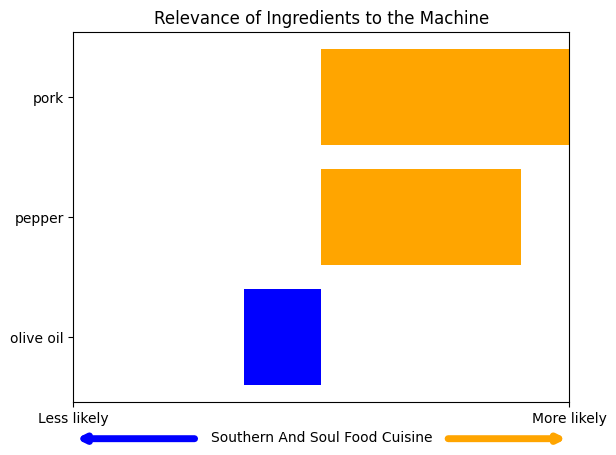 Relevance of Ingredients to the Machine
pork
pepper
olive oil
Less likely More likely
Southern And Soul Food Cuisine